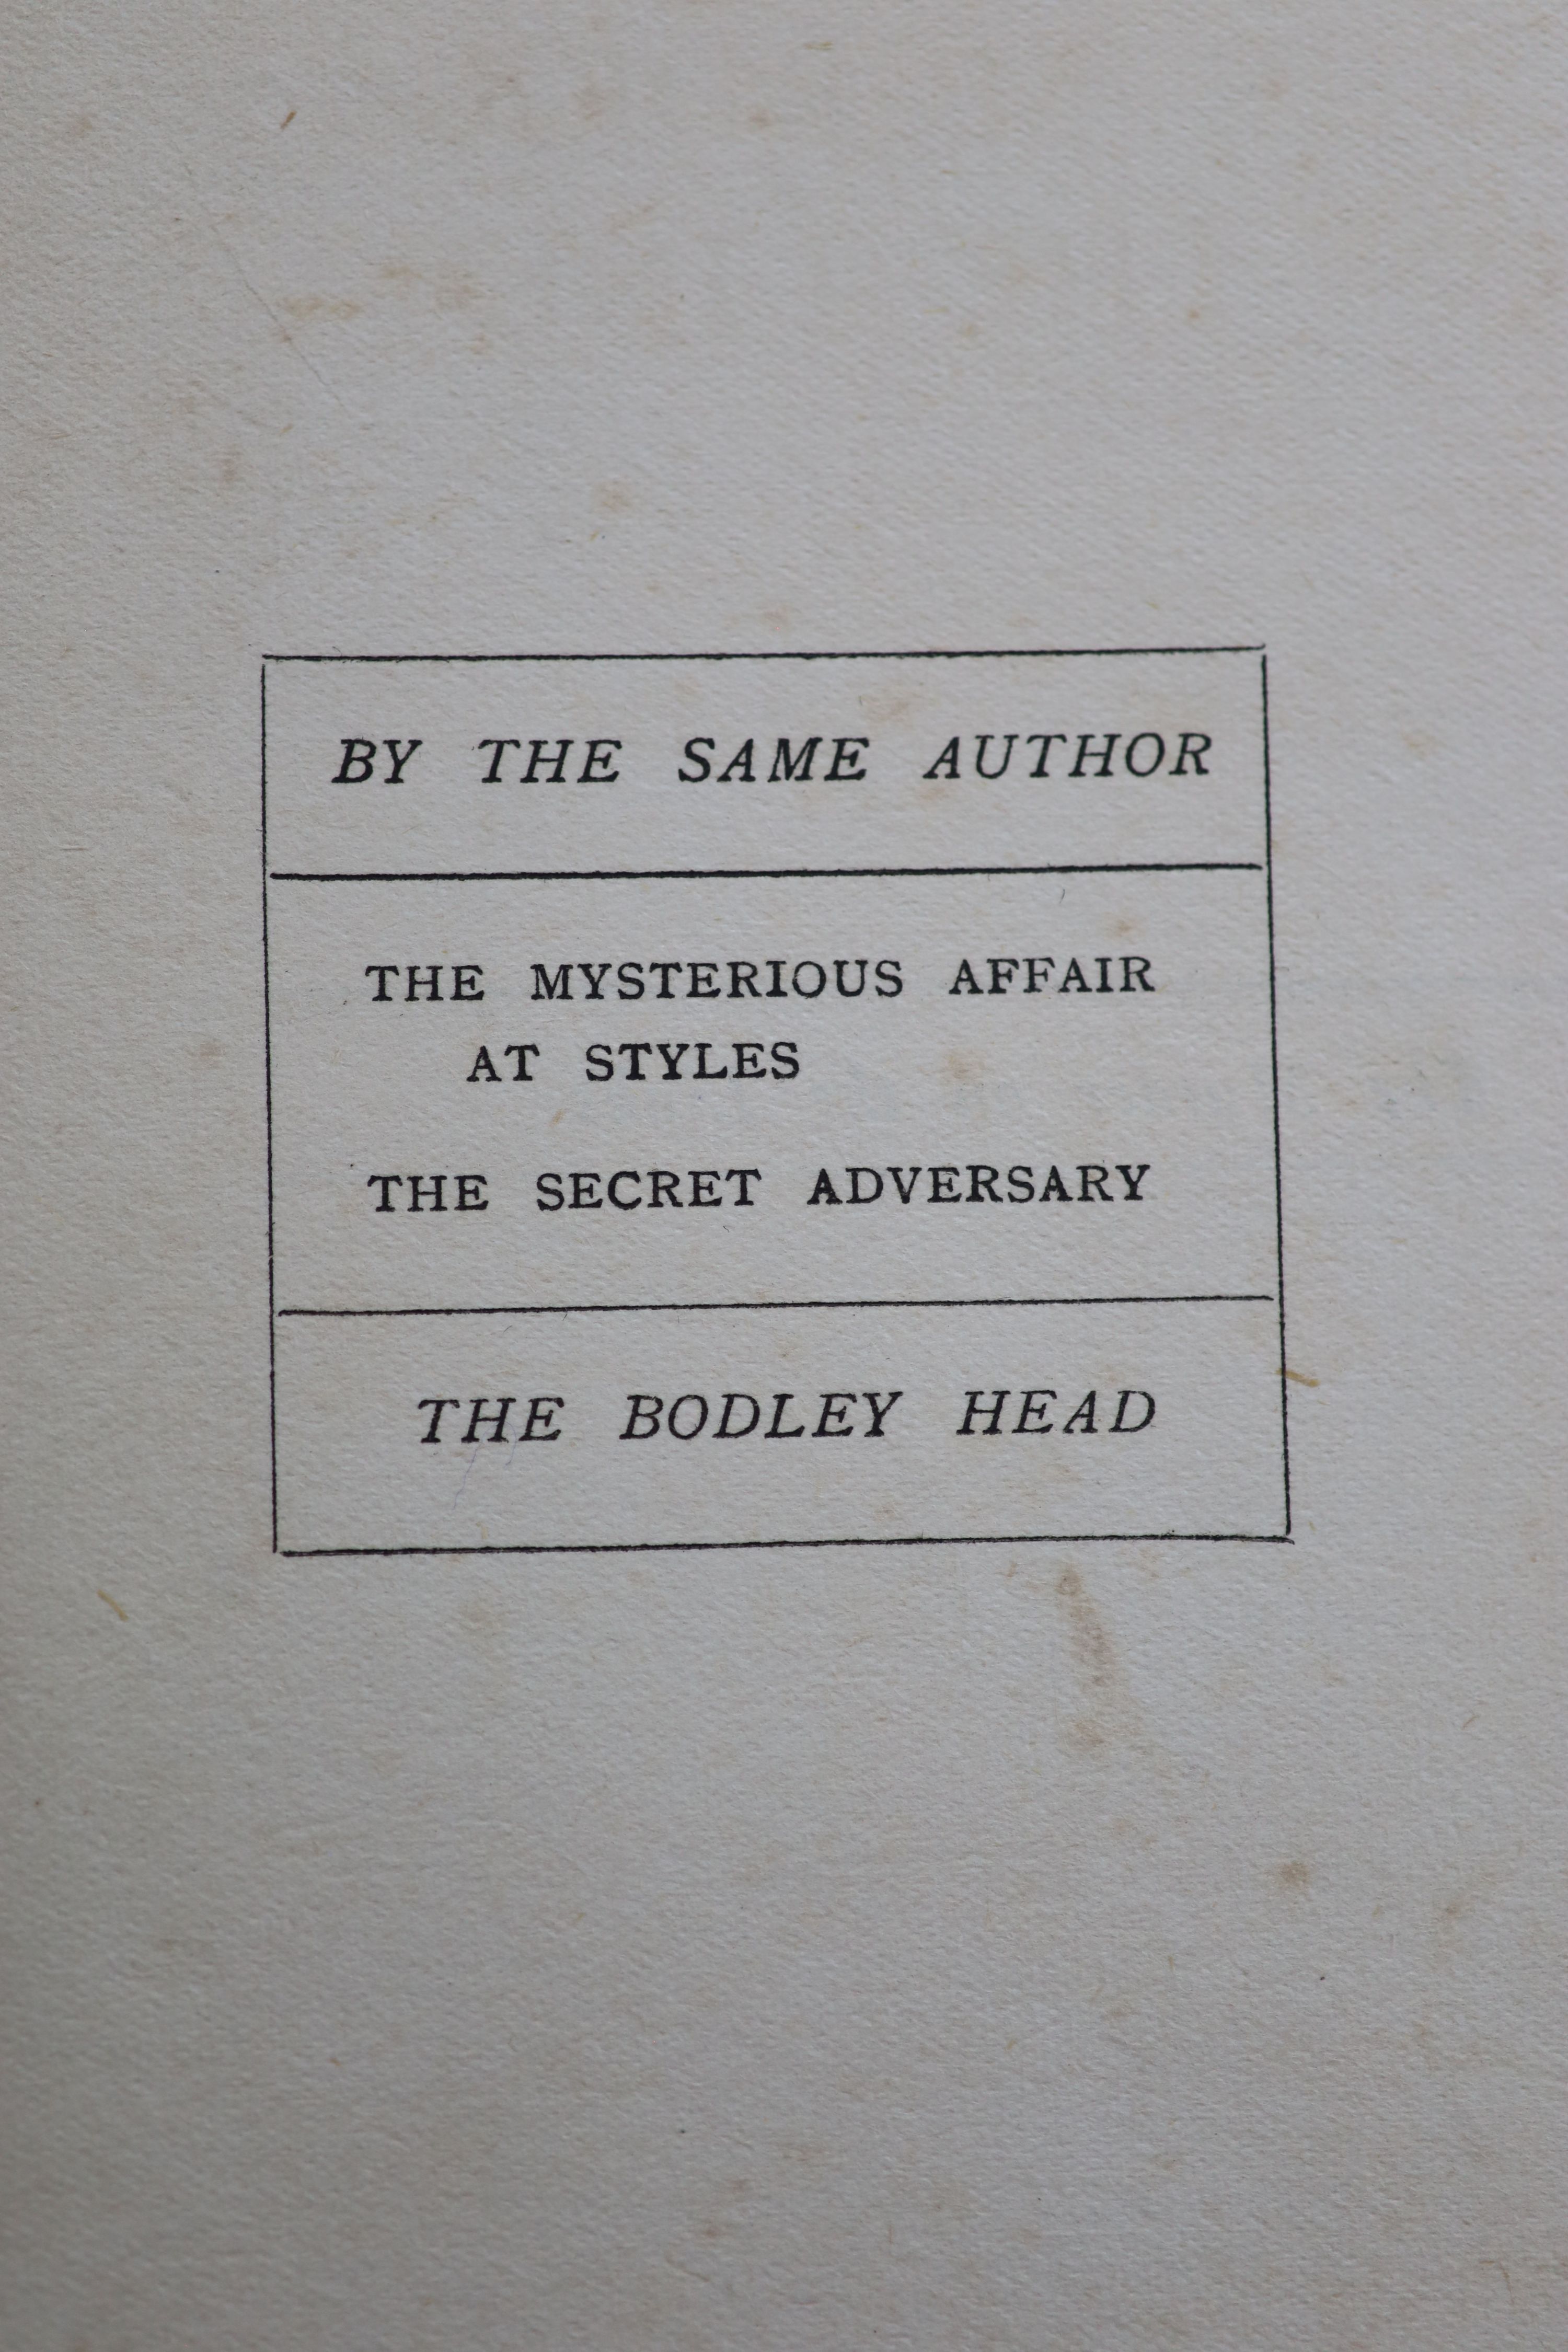 BY THE SAME AUTHOR
THE MYSTERIOUS AFFAIR
AT STYLES
THE SECRET ADVERSARY
THE BODLEY HEAD